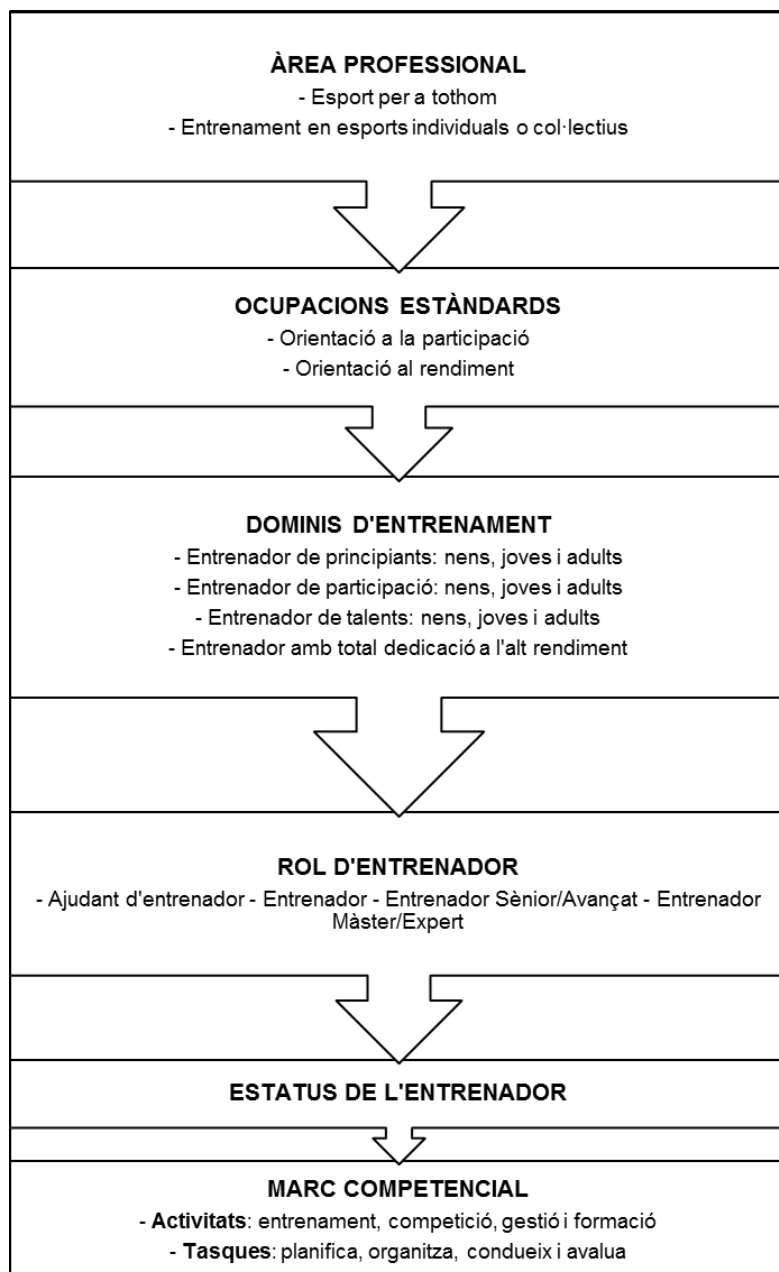 ÀREA PROFESSIONAL
- Esport per a tothom
- Entrenament en esports individuals o col·lectius
OCUPACIONS ESTÀNDARDS
- Orientació a la participació
- Orientació al rendiment
DOMINIS D'ENTRENAMENT
- Entrenador de principiants: nens, joves i adults
- Entrenador de participació: nens, joves i adults
- Entrenador de talents: nens, joves i adults
- Entrenador amb total dedicació a l'alt rendiment
ROL D'ENTRENADOR
- Ajudant d'entrenador - Entrenador - Entrenador Sènior/Avançat - Entrenador
Màster/Expert
ESTATUS DE L'ENTRENADOR
MARC COMPETENCIAL
- Activitats: entrenament, competició, gestió i formació
- Tasques: planifica, organitza, condueix i avalua